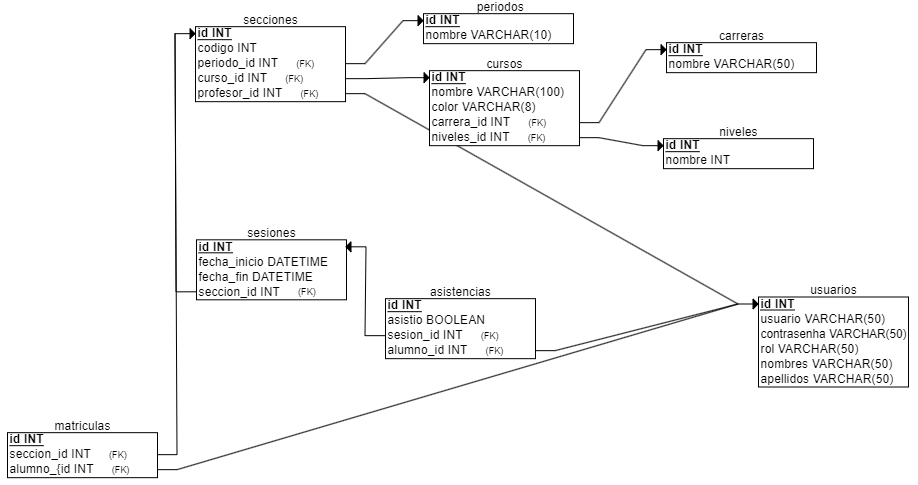 secciones
id INT
codigo INT
periodo_id INT (FK)
curso_id INT (FK)
profesor_id INT (FK)
periodos
id INT
nombre VARCHAR(10)
cursos
id INT
nombre VARCHAR(100)
color VARCHAR(8)
carrera_id INT (FK)
niveles_id INT (FK)
carreras
id INT
nombre VARCHAR(50)
niveles
id INT
nombre INT
sesiones
id INT
fecha_inicio DATETIME
fecha_fin DATETIME
seccion_id INT (FK)
asistencias
id INT
asistio BOOLEAN
sesion_id INT (FK)
alumno_id INT (FK)
usuarios
id INT
usuario VARCHAR(50)
contrasenha VARCHAR(50)
rol VARCHAR(50)
nombres VARCHAR(50)
apellidos VARCHAR(50)
matriculas
id INT
seccion_id INT (FK)
alumno_{id INT (FK)